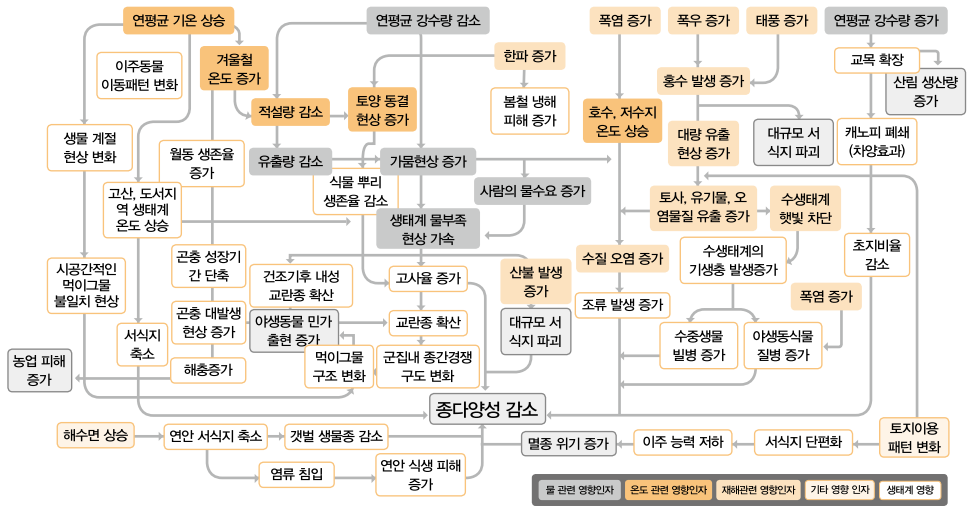 연평균 기온 상승
연평균 강수량 감소
폭염 증가
폭우 증가
태풍 증가
연평균 강수량 증가
이주동물
이동패턴 변화
겨울철
온도 증가
한파 증가
홍수 발생 증가
교목 확장
산림 생산량
증가
적설량 감소
토양 동결
현상 증가
봄철 냉해
피해 증가
호수, 저수지
온도 상승
대량 유출
현상 증가
대규모 서
식지 파괴
캐노피 폐쇄
(차양효과)
생물 계절
현상 변화
월동 생존율
증가
유출량 감소
가뭄현상 증가
식물 뿌리
생존율 감소
사람의 물수요 증가
고산, 도서지
역 생태계
온도 상승
생태계 물부족
현상 가속
토사, 유기물, 오
염물질 유출 증가
수생태계
햇빛 차단
시공간적인
먹이그물
불일치 현상
곤충 성장기
간 단축
건조기후 내성
교란종 확산
고사율 증가
산불 발생
증가
수질 오염 증가
수생태계의
기생충 발생증가
초지비율
감소
조류 발생 증가
폭염 증가
곤충 대발생
현상 증가
야생동물 민가
출현 증가
교란종 확산
대규모 서
식지 파괴
수중생물
빌병 증가
야생동식물
질병 증가
서식지
축소
농업 피해
증가
해충증가
먹이그물
구조 변화
군집내 종간경쟁
구도 변화
종다양성 감소
해수면 상승
연안 서식지 축소
갯벌 생물종 감소
멸종 위기 증가
이주 능력 저하
서식지 단편화
토지이용
패턴 변화
염류 침입
연안 식생 피해
증가
물 관련 영향인자
온도 관련 영향인자
재해관련 영향인자
기타 영향 인자
생태계 영향